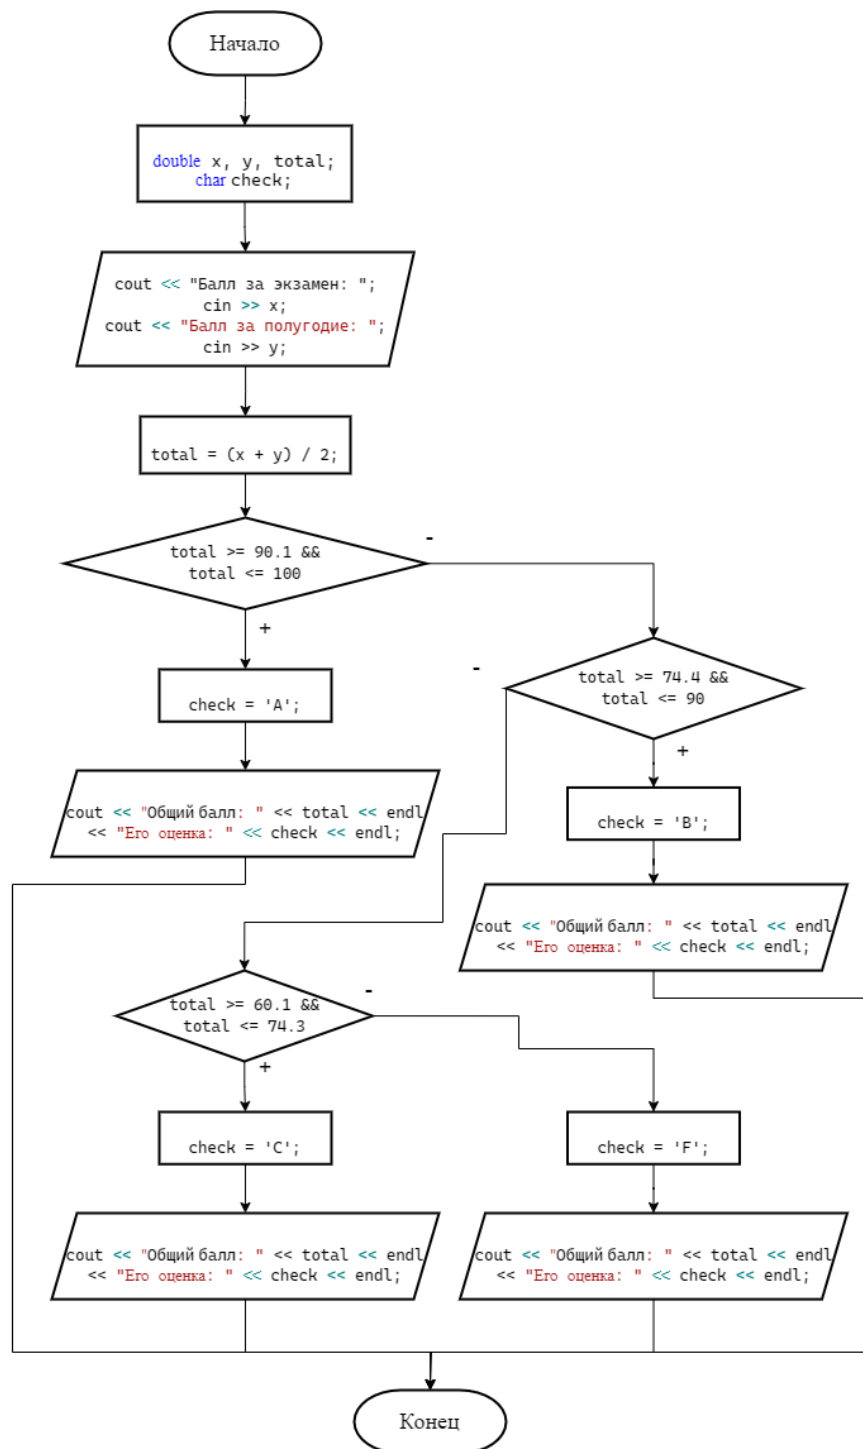 Начало
double x, y, total;
char check;
cout << "Балл за экзамен: ";
cin >> x;
cout << "Балл за полугодие: ";
cin >> y;
total = (x + y) / 2;
-
total >= 90.1 &&
total <= 100
+
check = 'A';
cout << "Общий балл: " << total << endl
<< "Его оценка: " << check << endl;
-
total >= 74.4 &&
total <= 90
+
check = 'B';
cout << "Общий балл: " << total << endl
<< "Его оценка: " << check << endl;
-
total >= 60.1 &&
total <= 74.3
+
check = 'C';
cout << "Общий балл: " << total << endl
<< "Его оценка: " << check << endl;
check = 'F';
cout << "Общий балл: " << total << endl
<< "Его оценка: " << check << endl;
Конец